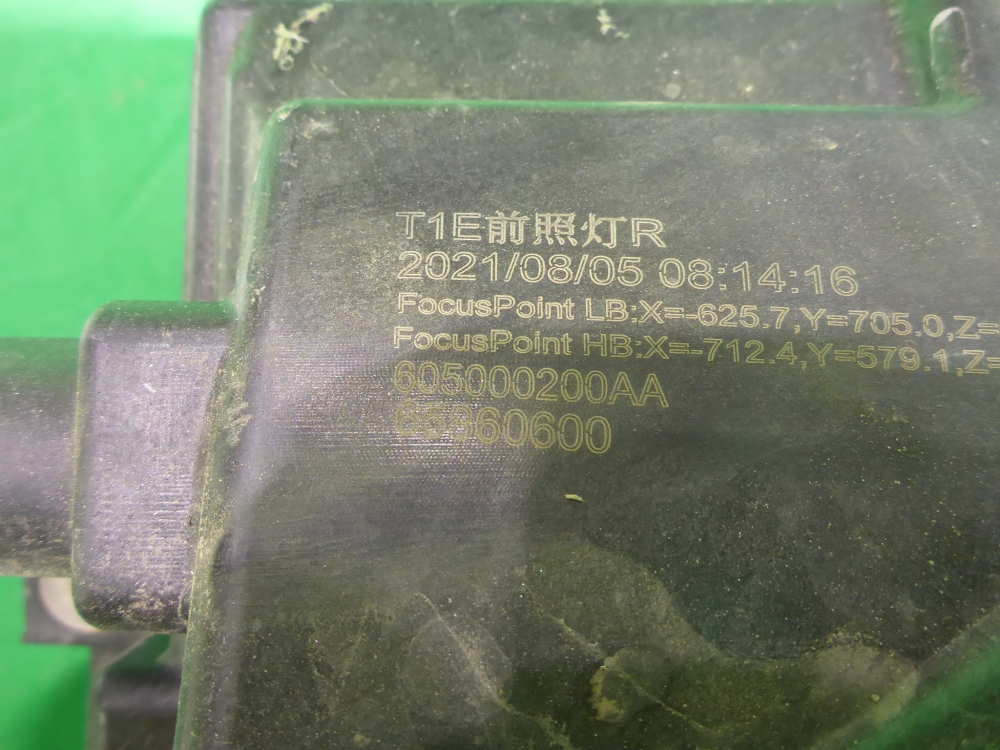 T1E前照灯R
2021/08/05 08:14:16
FocusPoint LB:X=-625.7,Y=705.0,Z=
FocusPoint HB:X=-712.4,Y=579.1,Z=
605000200AA